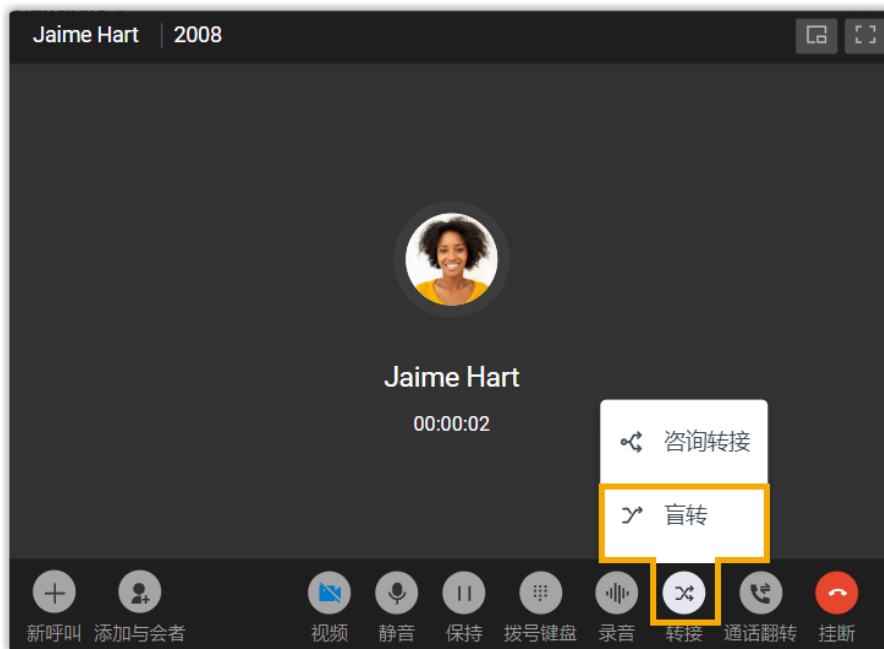 Jaime Hart 2008
Jaime Hart
00:00:02
咨询转接
盲转
新呼叫 添加与会者 视频 静音 保持 拨号键盘 录音 转接 通话翻转 挂断